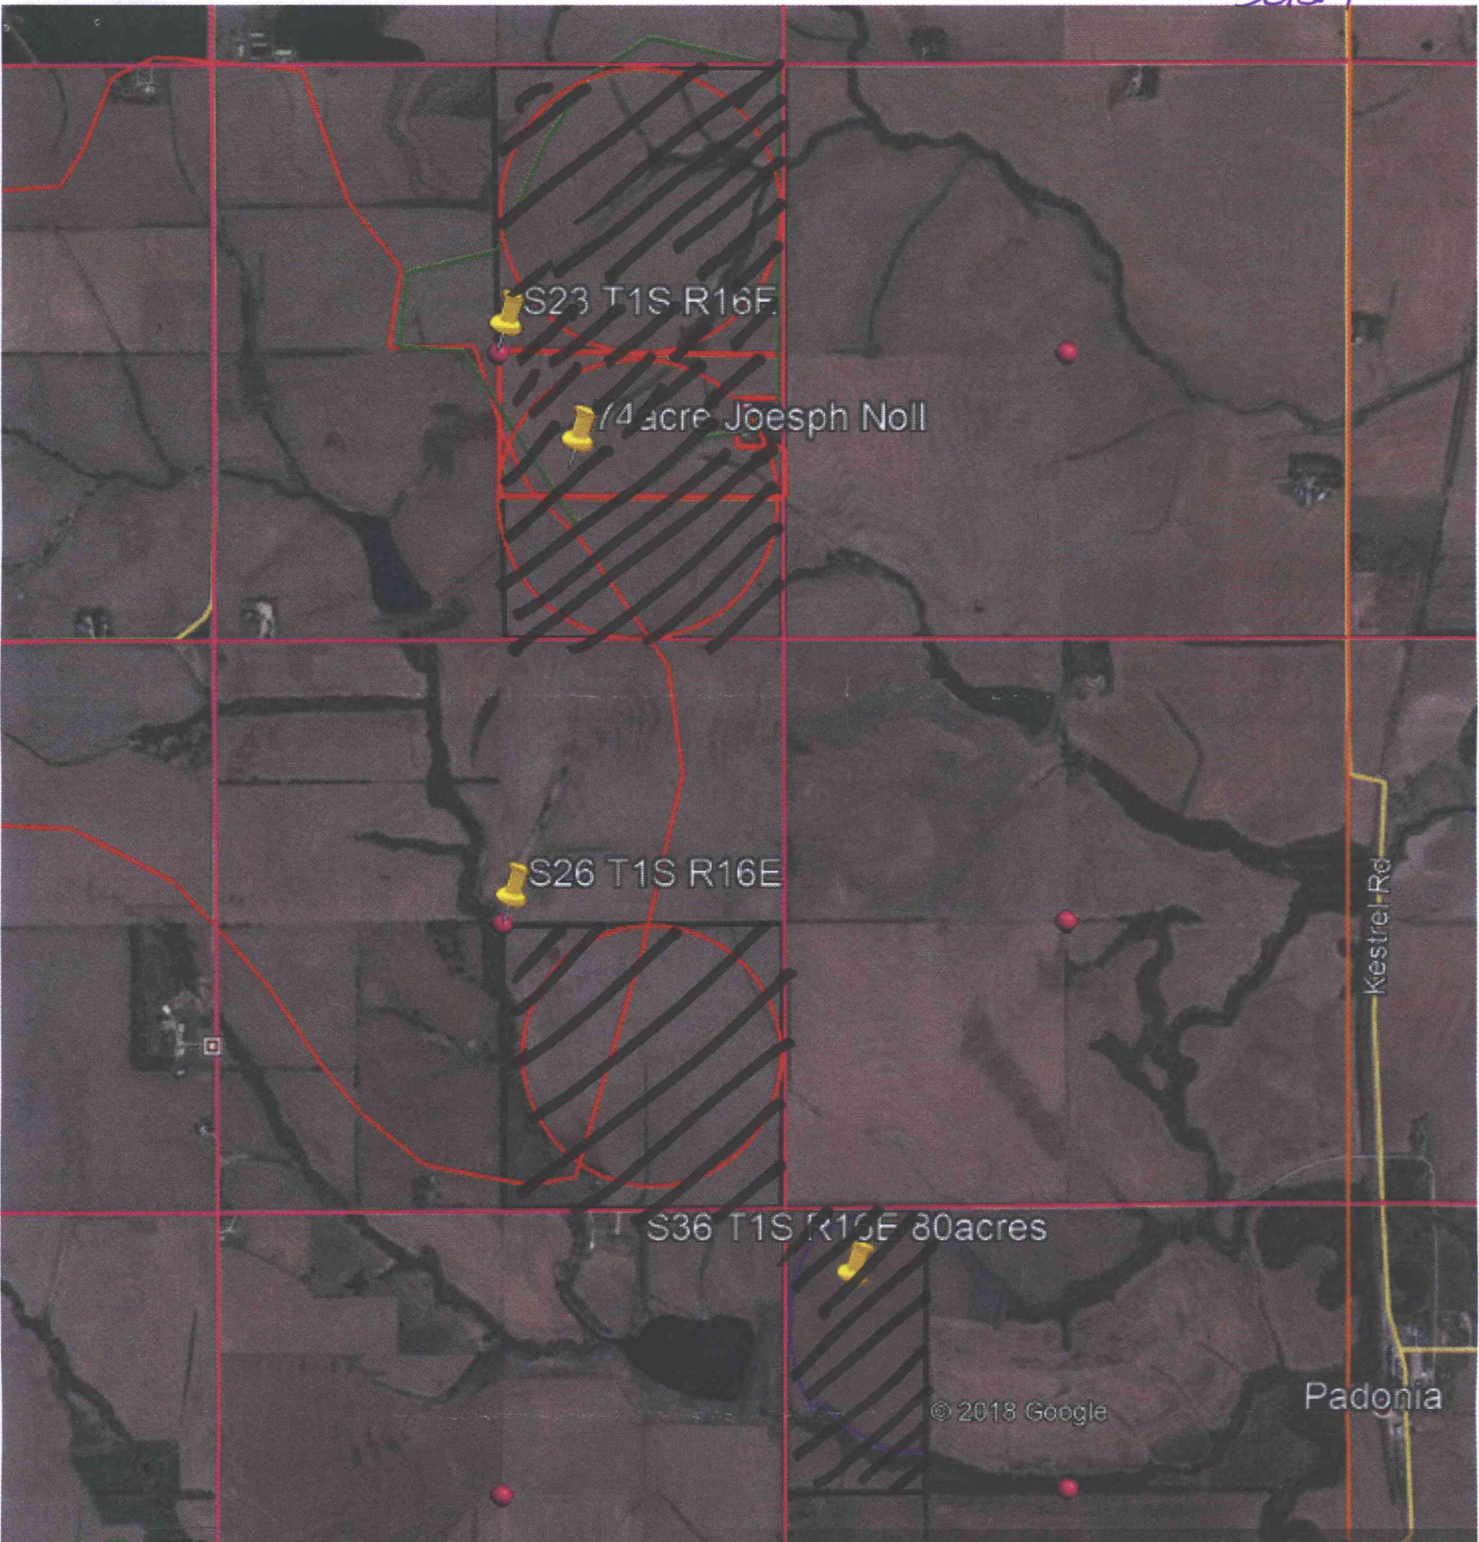 S23 T1S R16E
74acre Joesph Noll
S26 T1S R16E
Kestrel Rd
S36 T1S R16E 80acres
Padonia
© 2018 Google